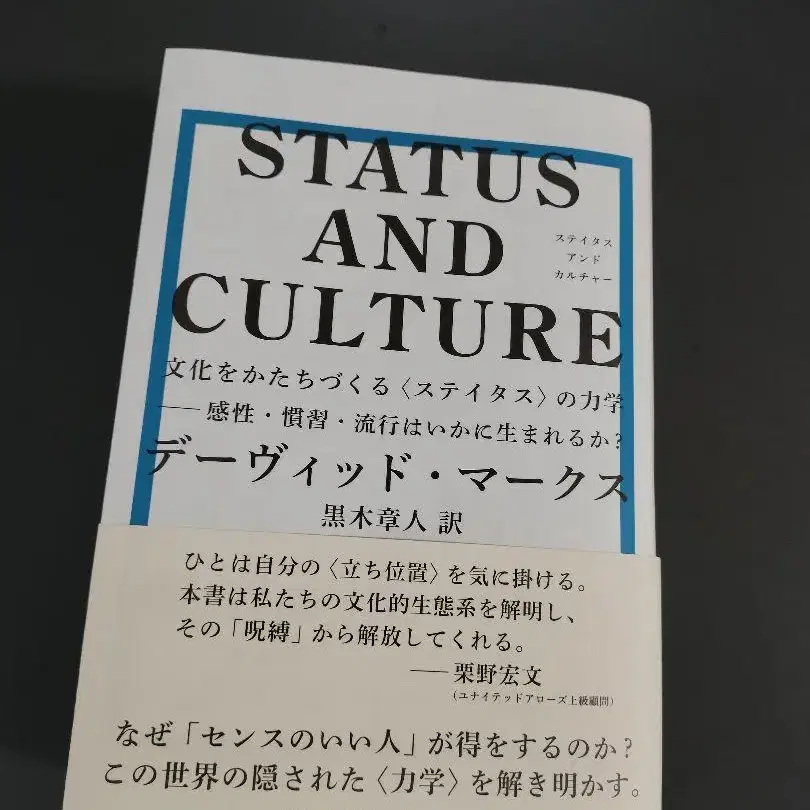 STATUS
AND
CULTURE
ステイタス
アンド
カルチャー
文化をかたちづくる〈ステイタス〉の力学
──感性・慣習・流行はいかに生まれるか?
デーヴィッド・マークス
黒木章人 訳
ひとは自分の〈立ち位置〉を気に掛ける。
本書は私たちの文化的生態系を解明し、
その「呪縛」から解放してくれる。
──栗野宏文
(ユナイテッドアローズ上級顧問)
なぜ「センスのいい人」が得をするのか?
この世界の隠された〈力学〉を解き明かす。